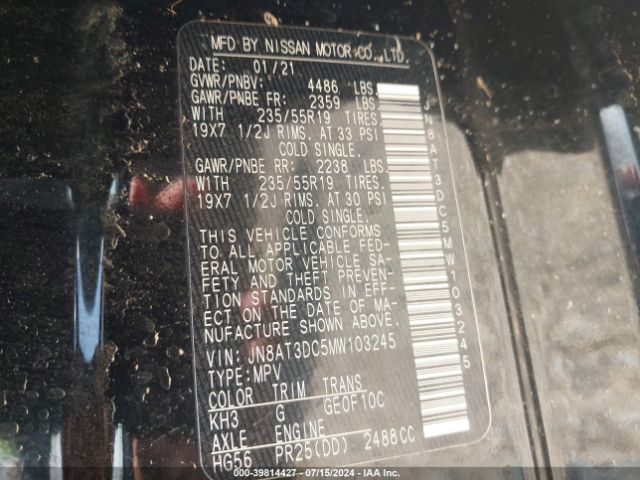 MFD BY NISSAN MOTOR CO., LTD.
DATE: 01/21
GVWR/PNBV: 4486 LBS
GAWR/PNBE FR: 2359 LBS
WITH 235/55R19 TIRES
19X7 1/2J RIMS. AT 33 PSI
COLD SINGLE.
GAWR/PNBE RR: 2238 LBS
WITH 235/55R19 TIRES.
19X7 1/2J RIMS. AT 30 PSI
COLD SINGLE.
THIS VEHICLE CONFORMS
TO ALL APPLICABLE FED-
ERAL MOTOR VEHICLE SA-
FETY AND THEFT PREVEN-
TION STANDARDS IN EFF-
ECT ON THE DATE OF MA-
NUFACTURE SHOWN ABOVE.
VIN: JN8AT3DC5MW103245
TYPE:MPV
COLOR TRIM TRANS
KH3 G GE0F10C
AXLE ENGINE
HG56 PR25(DD) 2488CC
JN8AT3DC5MW103245
000-39814427 - 07/15/2024 - IAA Inc.